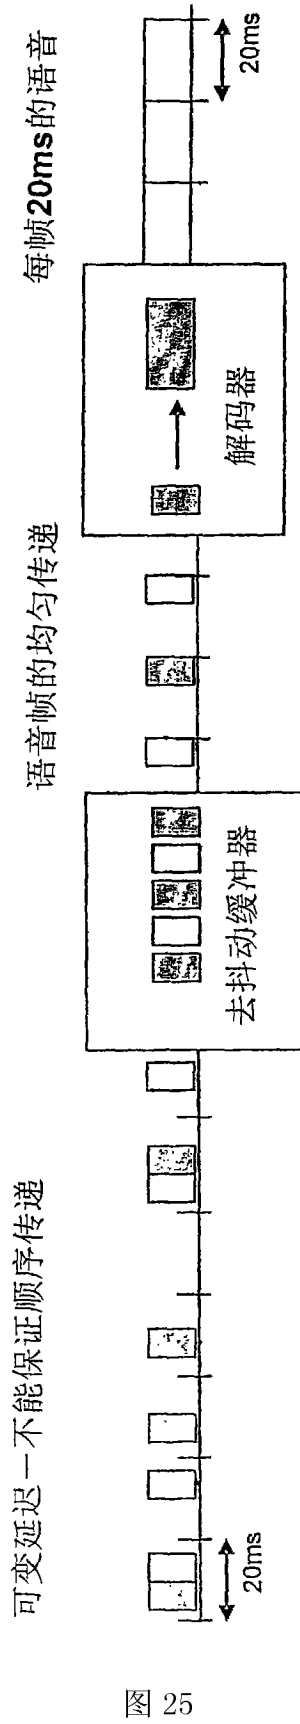 可变延迟－不能保证顺序传递
语音帧的均匀传递
每帧20ms的语音
20ms
去抖动缓冲器
解码器
20ms
图 25